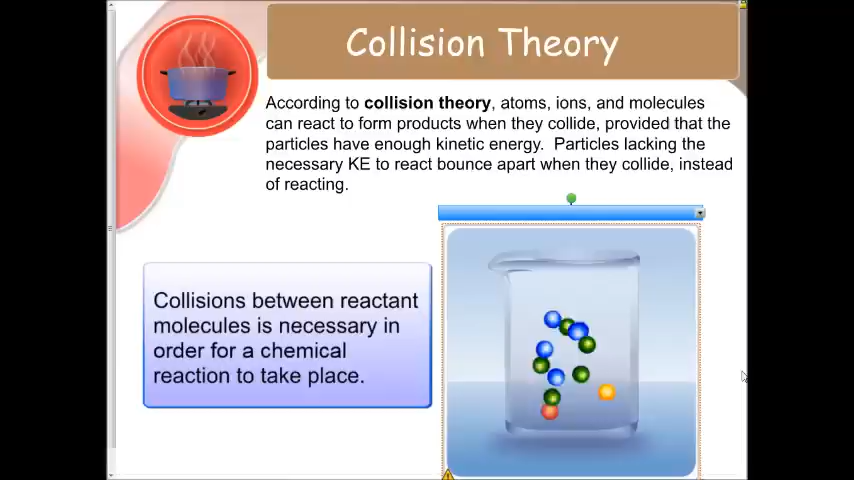 Collision Theory
According to collision theory, atoms, ions, and molecules
can react to form products when they collide, provided that the
particles have enough kinetic energy.  Particles lacking the
necessary KE to react bounce apart when they collide, instead
of reacting.
Collisions between reactant
molecules is necessary in
order for a chemical
reaction to take place.